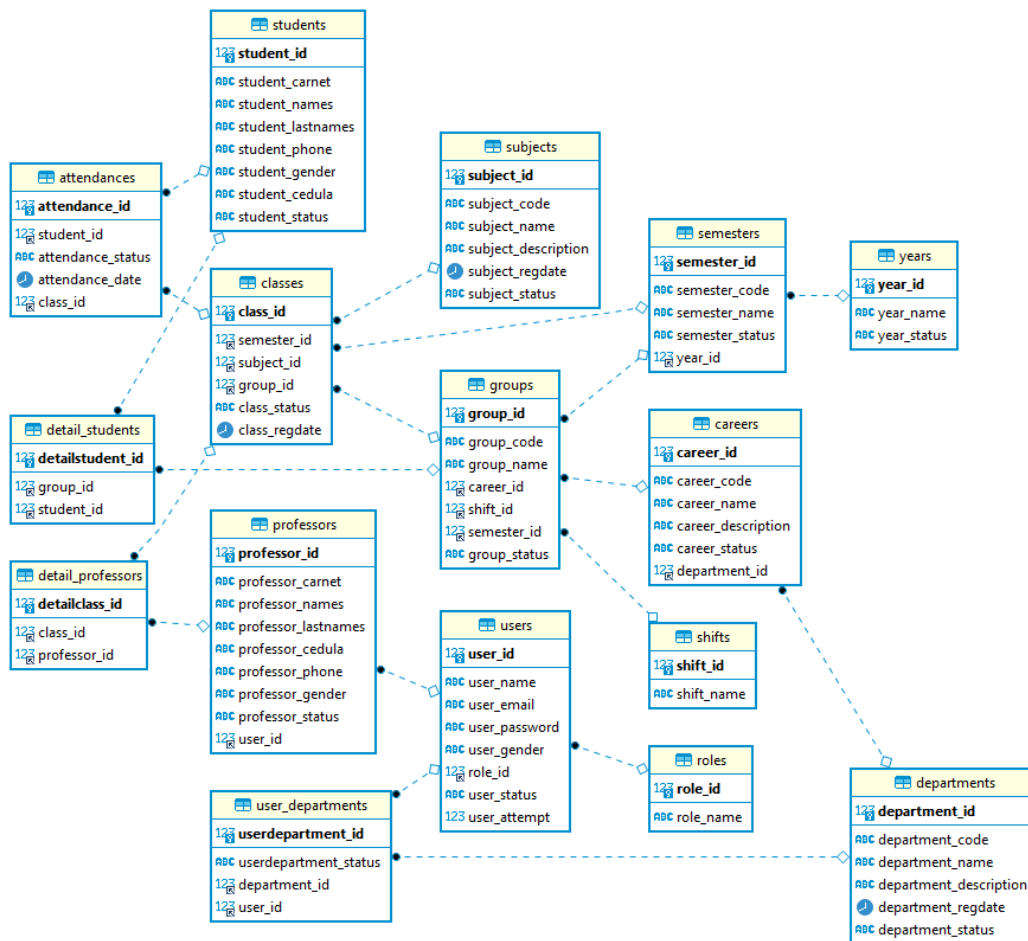 students
student_id
student_carnet
student_names
student_lastnames
student_phone
student_gender
student_cedula
student_status
attendances
attendance_id
student_id
attendance_status
attendance_date
class_id
subjects
subject_id
subject_code
subject_name
subject_description
subject_regdate
subject_status
classes
class_id
semester_id
subject_id
group_id
class_status
class_regdate
semesters
semester_id
semester_code
semester_name
semester_status
year_id
years
year_id
year_name
year_status
groups
group_id
group_code
group_name
career_id
shift_id
semester_id
group_status
careers
career_id
career_code
career_name
career_description
career_status
department_id
detail_students
detailstudent_id
group_id
student_id
professors
professor_id
professor_carnet
professor_names
professor_lastnames
professor_cedula
professor_phone
professor_gender
professor_status
user_id
detail_professors
detailclass_id
class_id
professor_id
users
user_id
user_name
user_email
user_password
user_gender
role_id
user_status
user_attempt
shifts
shift_id
shift_name
roles
role_id
role_name
user_departments
userdepartment_id
userdepartment_status
department_id
user_id
departments
department_id
department_code
department_name
department_description
department_regdate
department_status